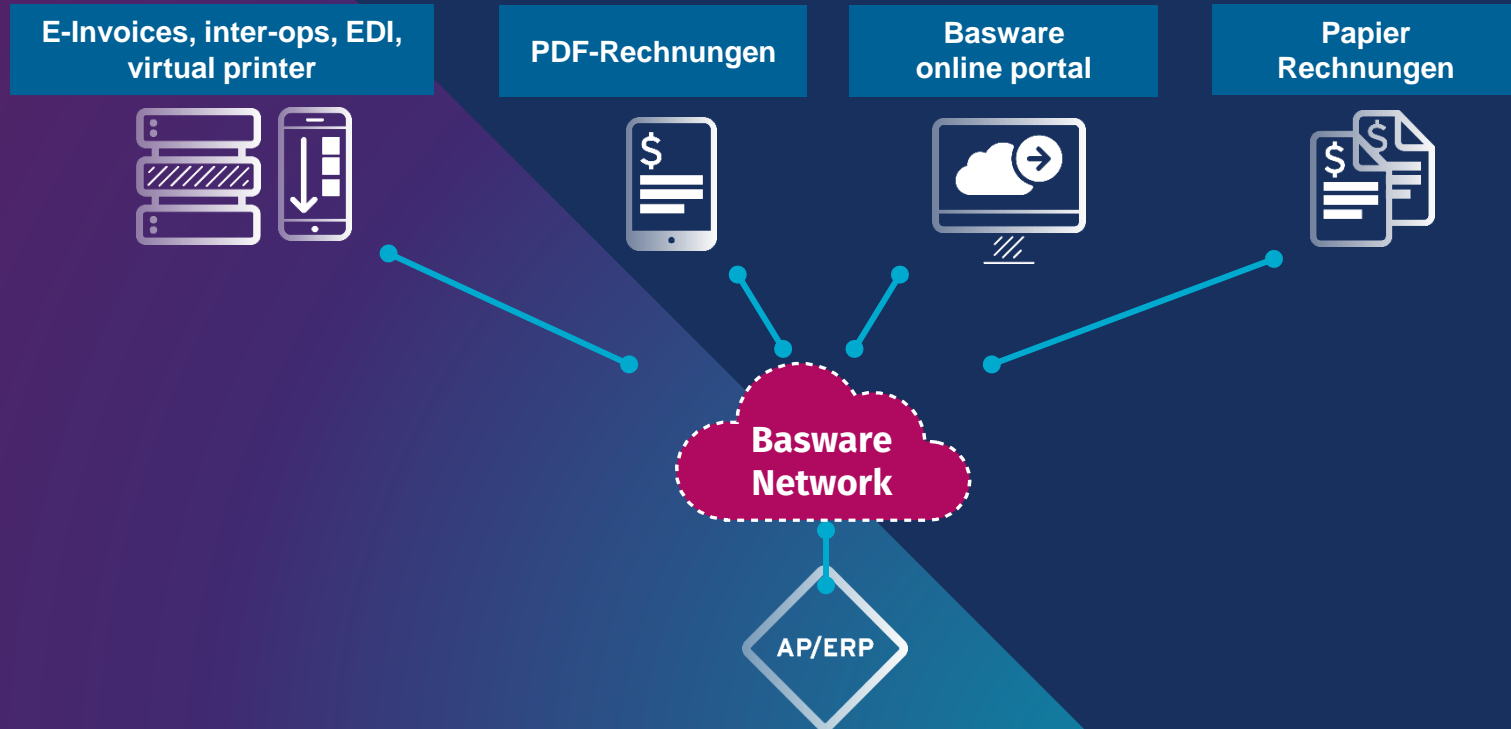 E-Invoices, inter-ops, EDI,
virtual printer
PDF-Rechnungen
Basware
online portal
Papier
Rechnungen
$
$
$
Basware
Network
AP/ERP